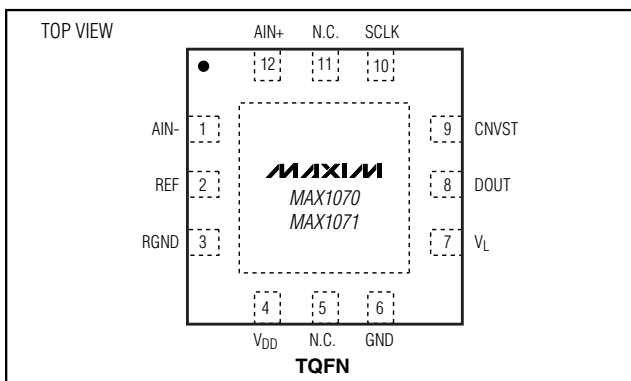 TOP VIEW
AIN+ N.C. SCLK
12 11 10
AIN- 1 9 CNVST
MAXIM
REF 2 MAX1070 8 DOUT
MAX1071
RGND 3 7 VL
4 5 6
VDD N.C. GND
TQFN